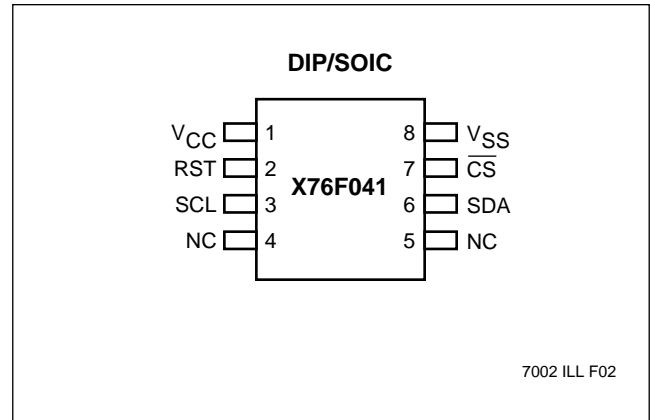 DIP/SOIC
VCC 1 8 VSS
RST 2 7 CS
X76F041
SCL 3 6 SDA
NC 4 5 NC
7002 ILL F02